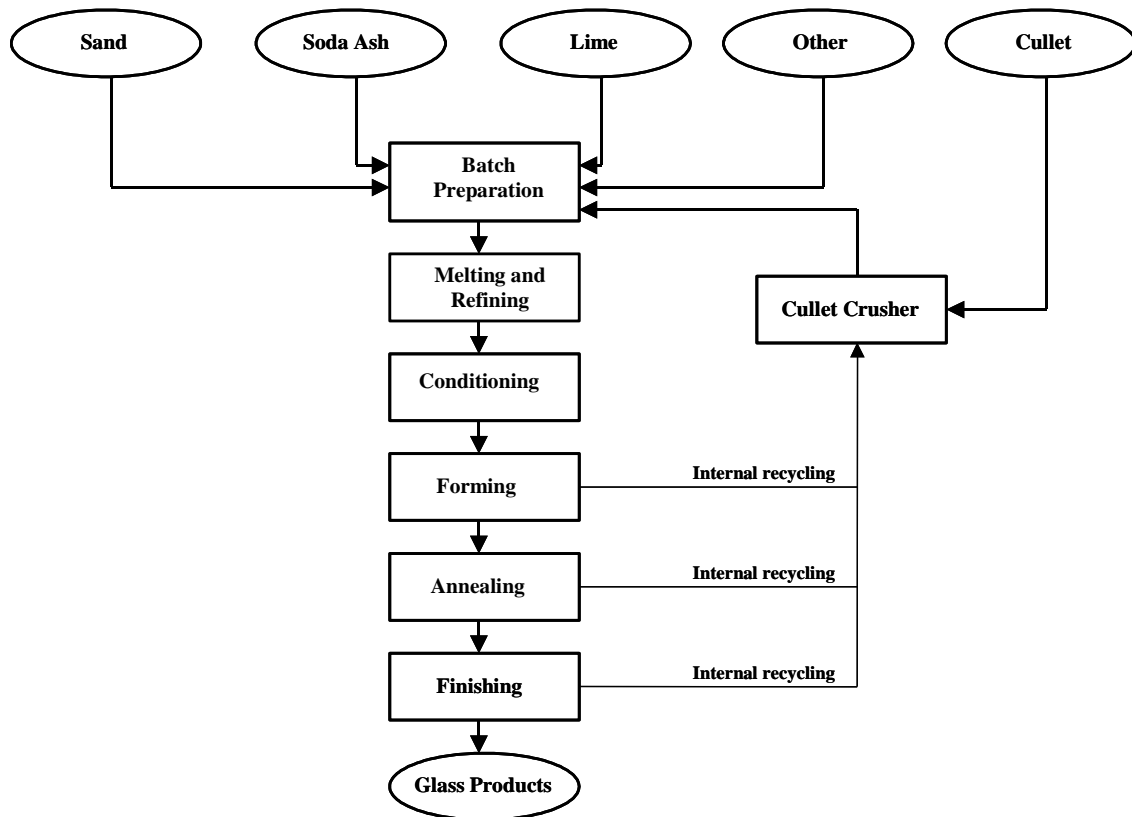 Sand
Soda Ash
Lime
Other
Cullet
Batch
Preparation
Melting and
Refining
Cullet Crusher
Conditioning
Forming
Internal recycling
Annealing
Internal recycling
Finishing
Internal recycling
Glass Products